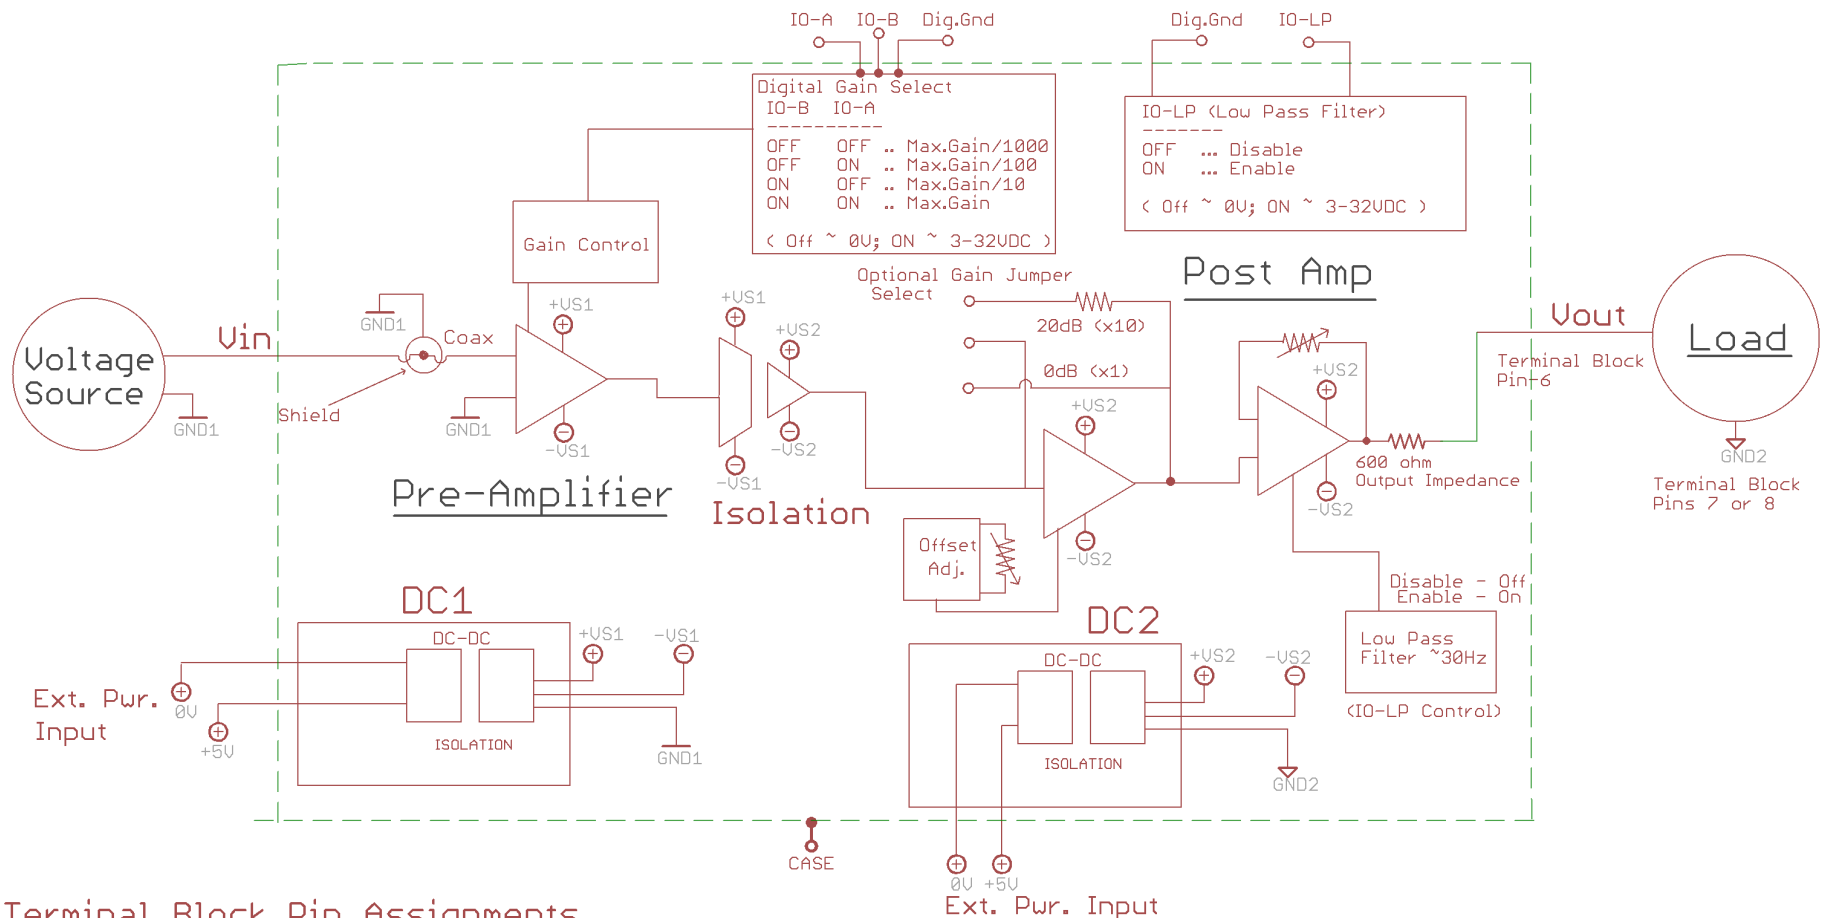 IO-A IO-B Dig.Gnd
Dig.Gnd IO-LP
Digital Gain Select
IO-B IO-A
----------
OFF OFF .. Max.Gain/1000
OFF ON .. Max.Gain/100
ON OFF .. Max.Gain/10
ON ON .. Max.Gain
( Off ~ 0V; ON ~ 3-32VDC )
IO-LP (Low Pass Filter)
-------
OFF ... Disable
ON ... Enable
( Off ~ 0V; ON ~ 3-32VDC )
Gain Control
Optional Gain Jumper
Select
20dB (x10)
0dB (x1)
Post Amp
Voltage
Source
GND1
Vin
GND1
Coax
Shield
GND1
+VS1
-VS1
+VS1
-VS1
+VS2
-VS2
Pre-Amplifier
Isolation
+VS2
-VS2
Offset
Adj.
+VS2
-VS2
600 ohm
Output Impedance
Vout
Terminal Block
Pin-6
Load
GND2
Terminal Block
Pins 7 or 8
Disable - Off
Enable - On
Low Pass
Filter ~30Hz
(IO-LP Control)
DC1
DC-DC
ISOLATION
+VS1
-VS1
GND1
Ext. Pwr.
Input
0V
+5V
DC2
DC-DC
ISOLATION
+VS2
-VS2
GND2
CASE
0V +5V
Ext. Pwr. Input
Terminal Block Pin Assignments